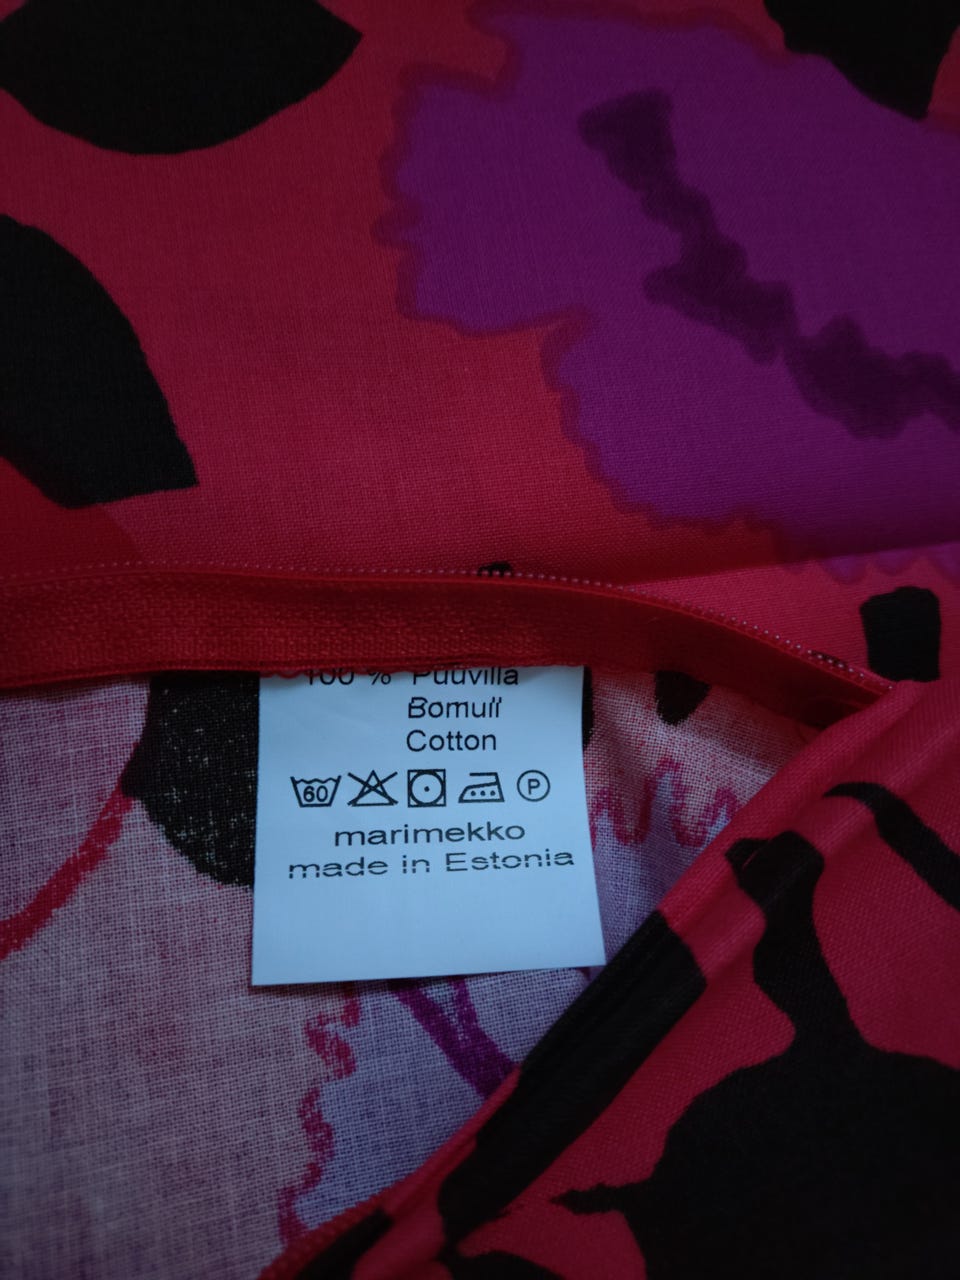 100 % Puuvilla
Bomull
Cotton
60 P
marimekko
made in Estonia